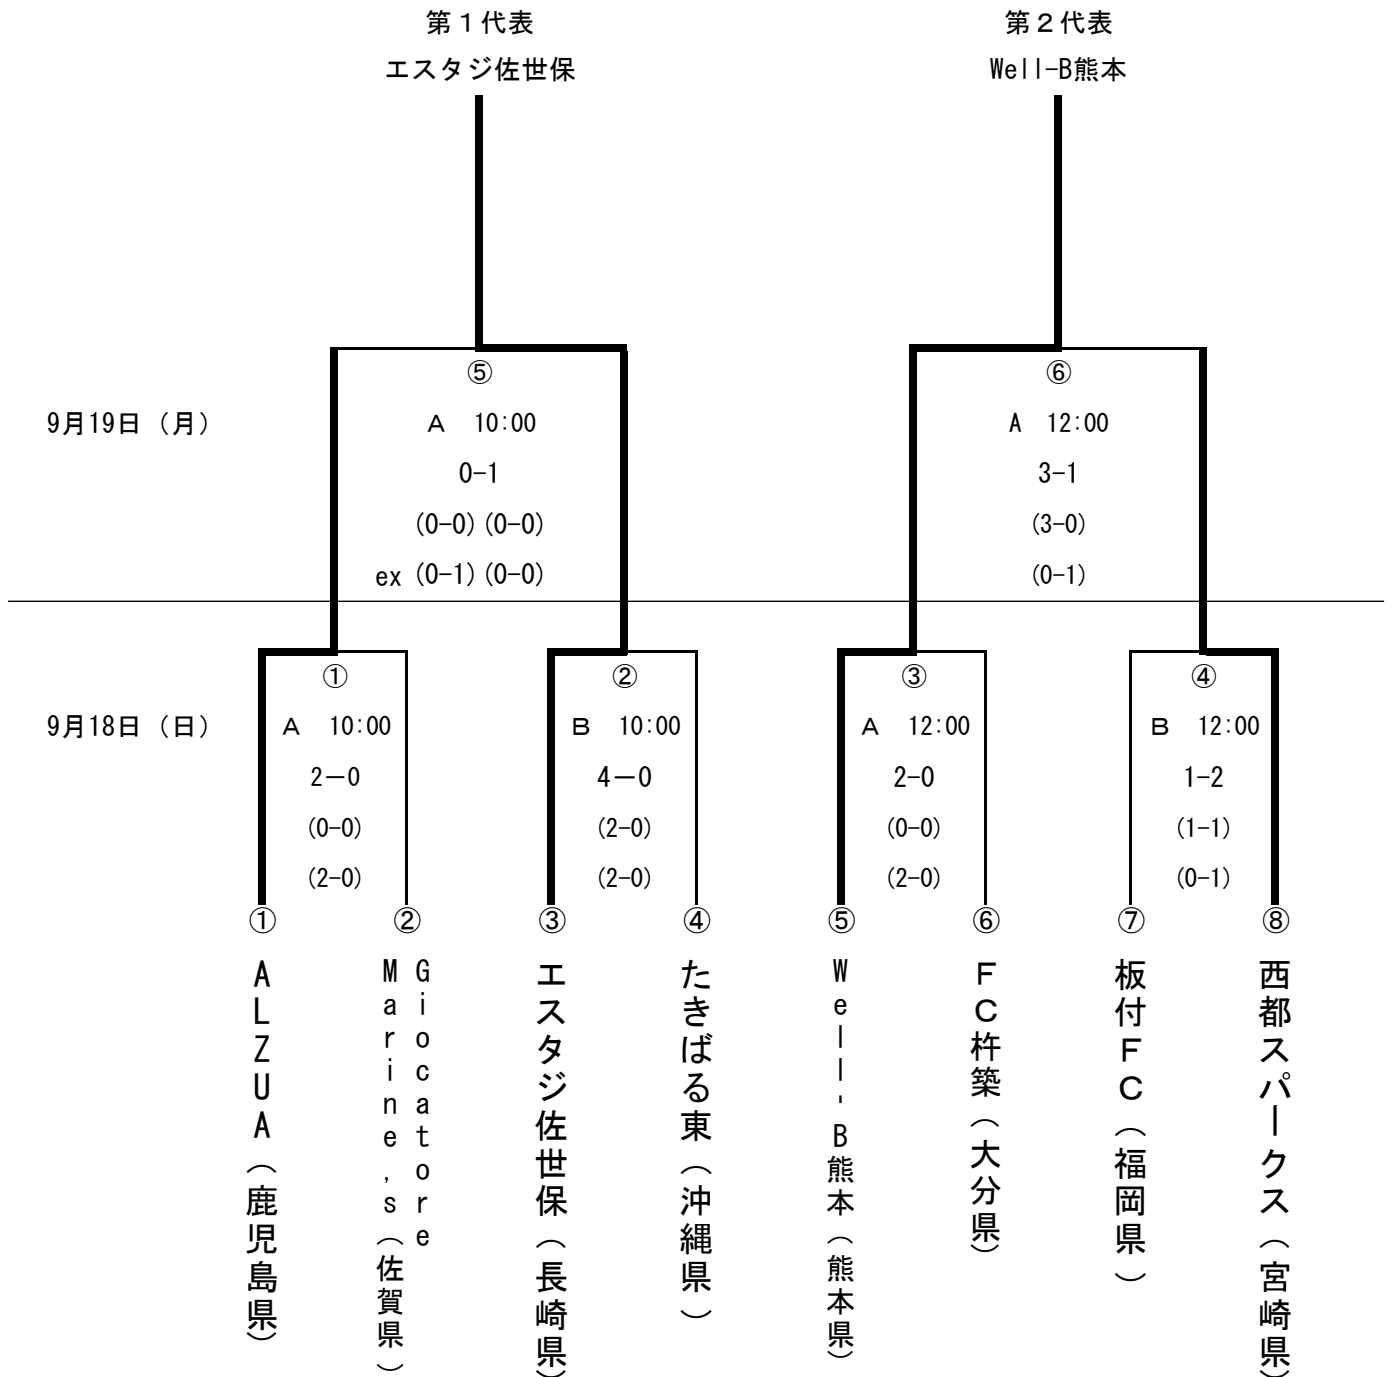 第１代表
第２代表
エスタジ佐世保
Well-B熊本
⑤
⑥
9月19日（月）
A 10:00
A 12:00
0-1
3-1
(0-0)(0-0)
(3-0)
ex (0-1)(0-0)
(0-1)
①
②
③
④
9月18日（日）
A 10:00
B 10:00
A 12:00
B 12:00
2－0
4－0
2-0
1-2
(0-0)
(2-0)
(0-0)
(1-1)
(2-0)
(2-0)
(2-0)
(0-1)
①
②
③
④
⑤
⑥
⑦
⑧
ALZUA（鹿児島県）
Giocatore
Marine,s（佐賀県）
エスタジ佐世保（長崎県）
たきばる東（沖縄県）
Well-B熊本（熊本県）
ＦＣ杵築（大分県）
板付ＦＣ（福岡県）
西都スパークス（宮崎県）